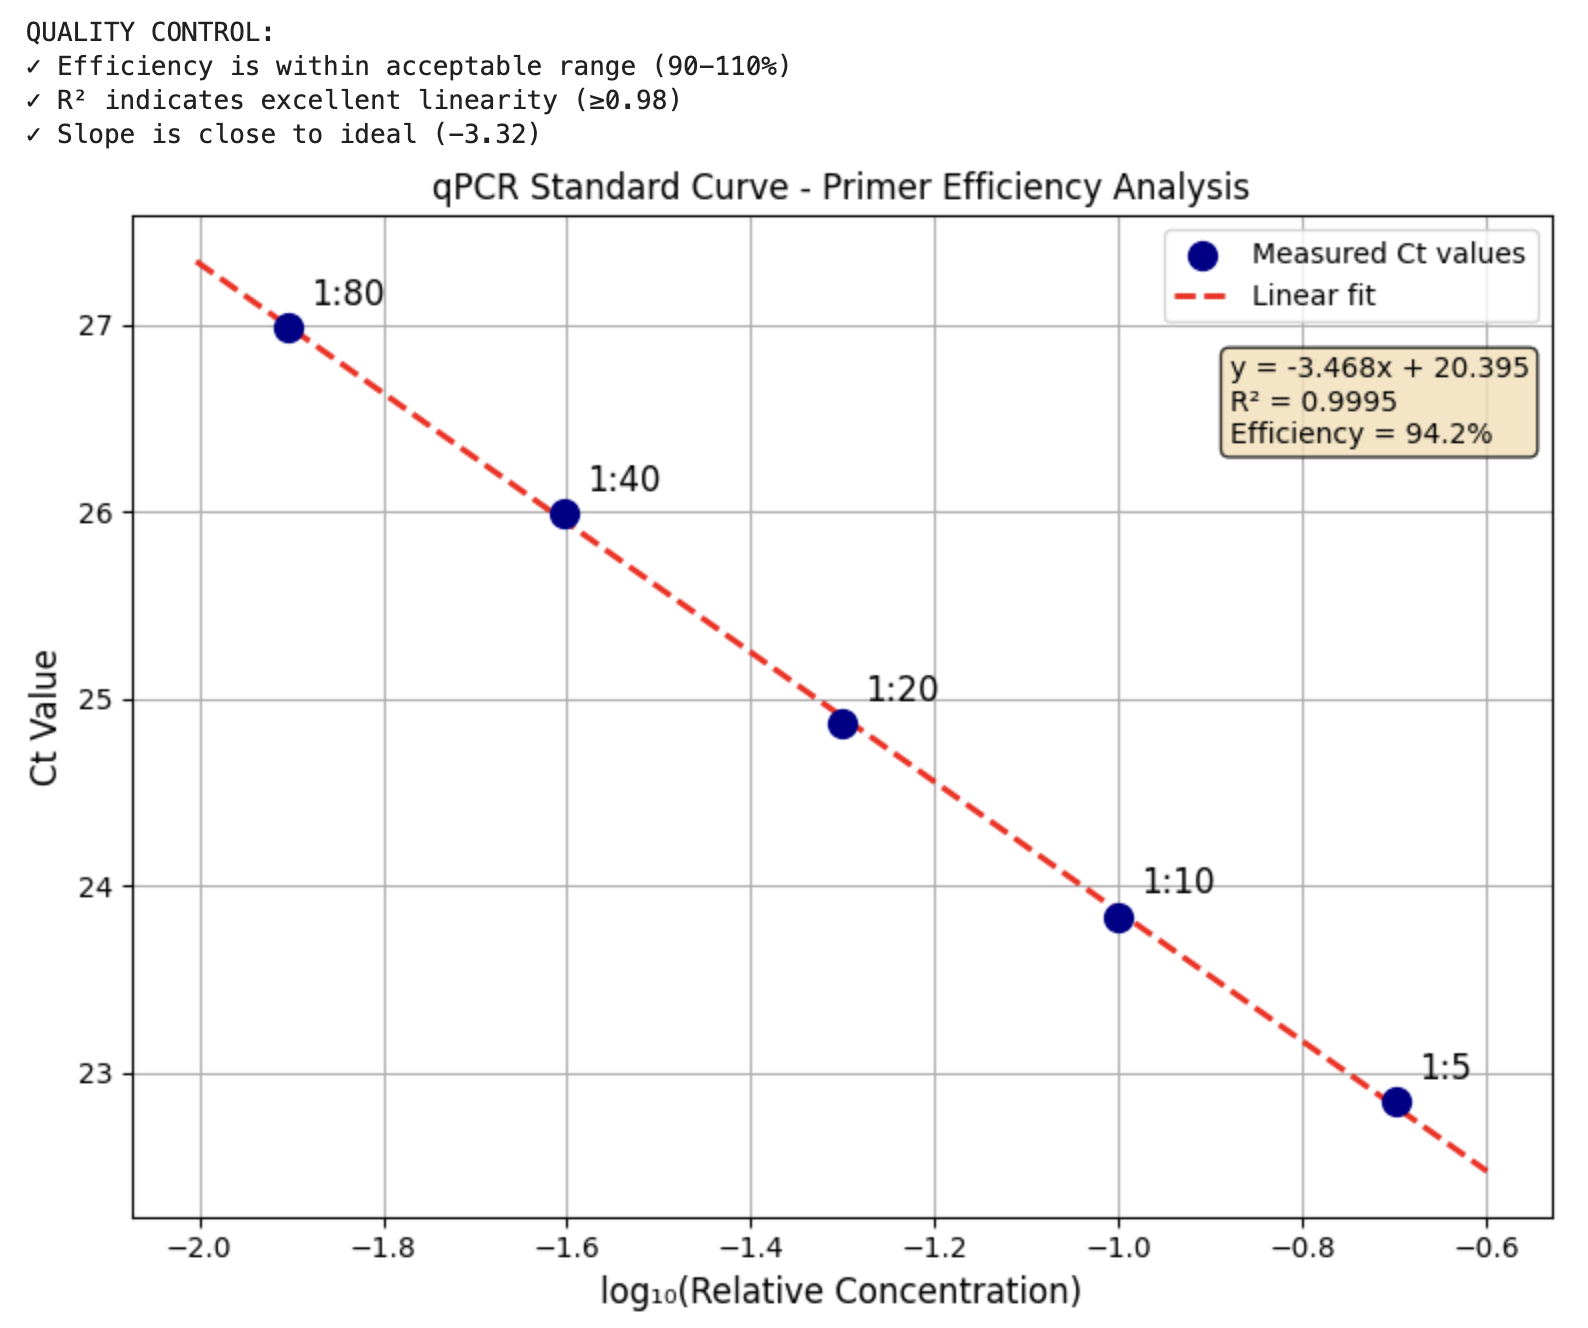 QUALITY CONTROL:
✓ Efficiency is within acceptable range (90–110%)
✓ R² indicates excellent linearity (≥0.98)
✓ Slope is close to ideal (−3.32)
qPCR Standard Curve - Primer Efficiency Analysis
Measured Ct values
Linear fit
y = -3.468x + 20.395
R² = 0.9995
Efficiency = 94.2%
1:80
1:40
1:20
1:10
1:5
27
26
25
24
23
Ct Value
−2.0 −1.8 −1.6 −1.4 −1.2 −1.0 −0.8 −0.6
log₁₀(Relative Concentration)